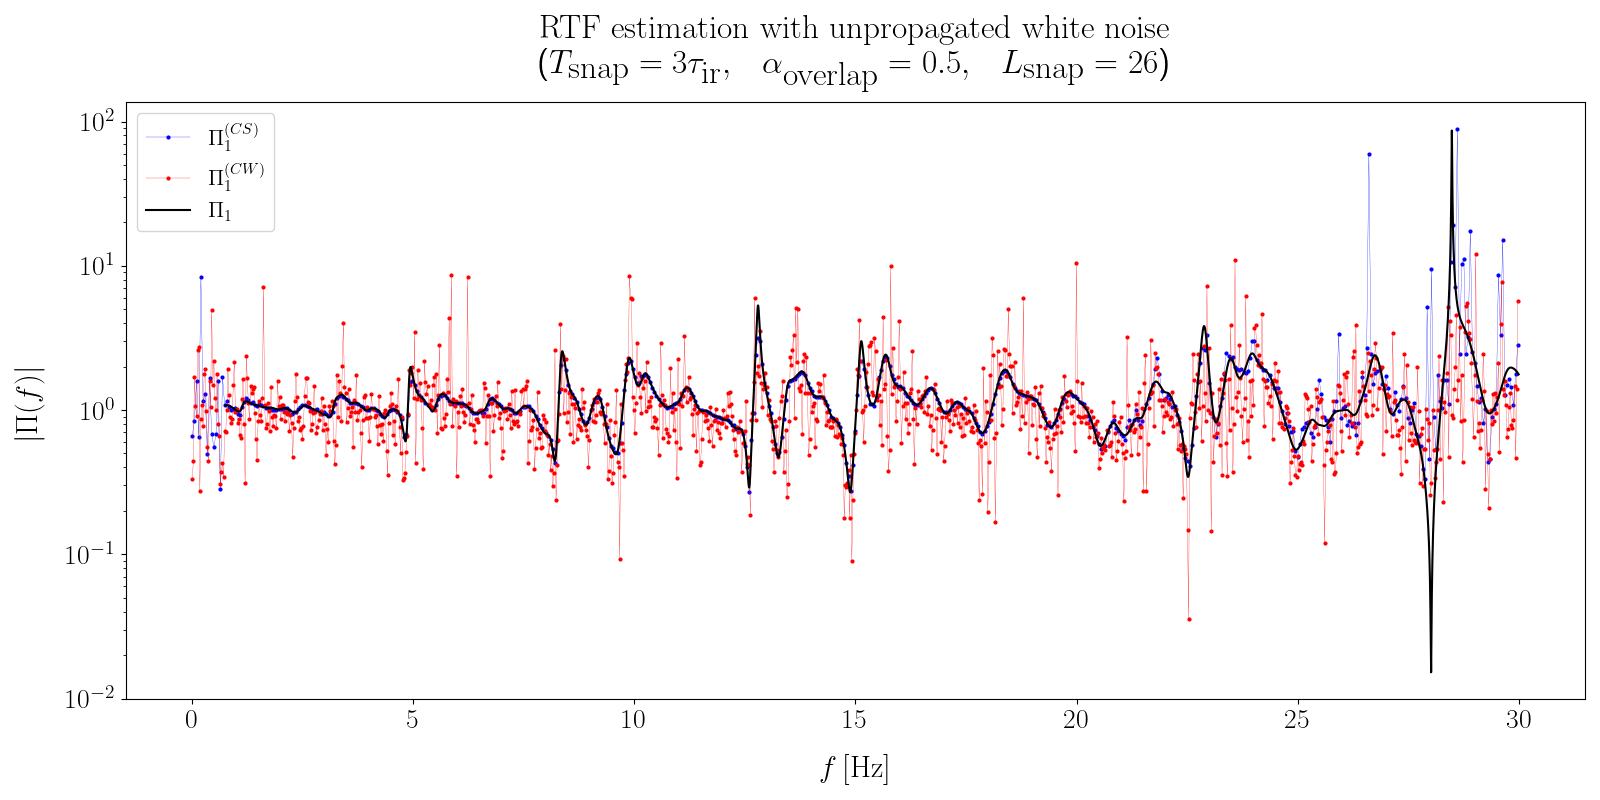 RTF estimation with unpropagated white noise
(T_snap = 3τ_ir, α_overlap = 0.5, L_snap = 26)
Π_1^(CS)
Π_1^(CW)
Π_1
|Π(f)|
10^2
10^1
10^0
10^−1
10^−2
0 5 10 15 20 25 30
f [Hz]